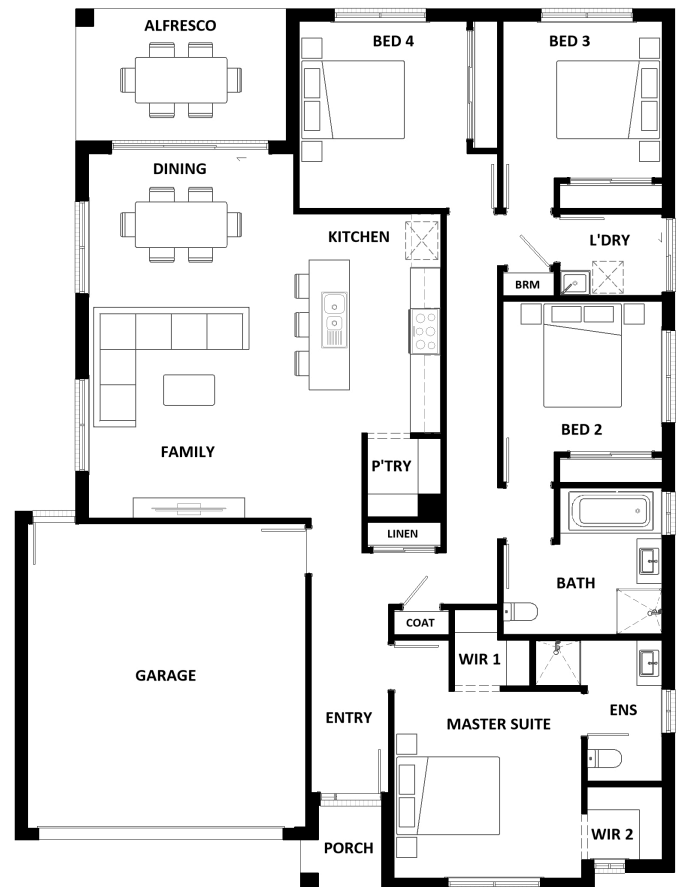 ALFRESCO
BED 4
BED 3
DINING
KITCHEN
L'DRY
BRM
BED 2
FAMILY
P'TRY
LINEN
BATH
COAT
WIR 1
GARAGE
ENTRY
MASTER SUITE
ENS
PORCH
WIR 2